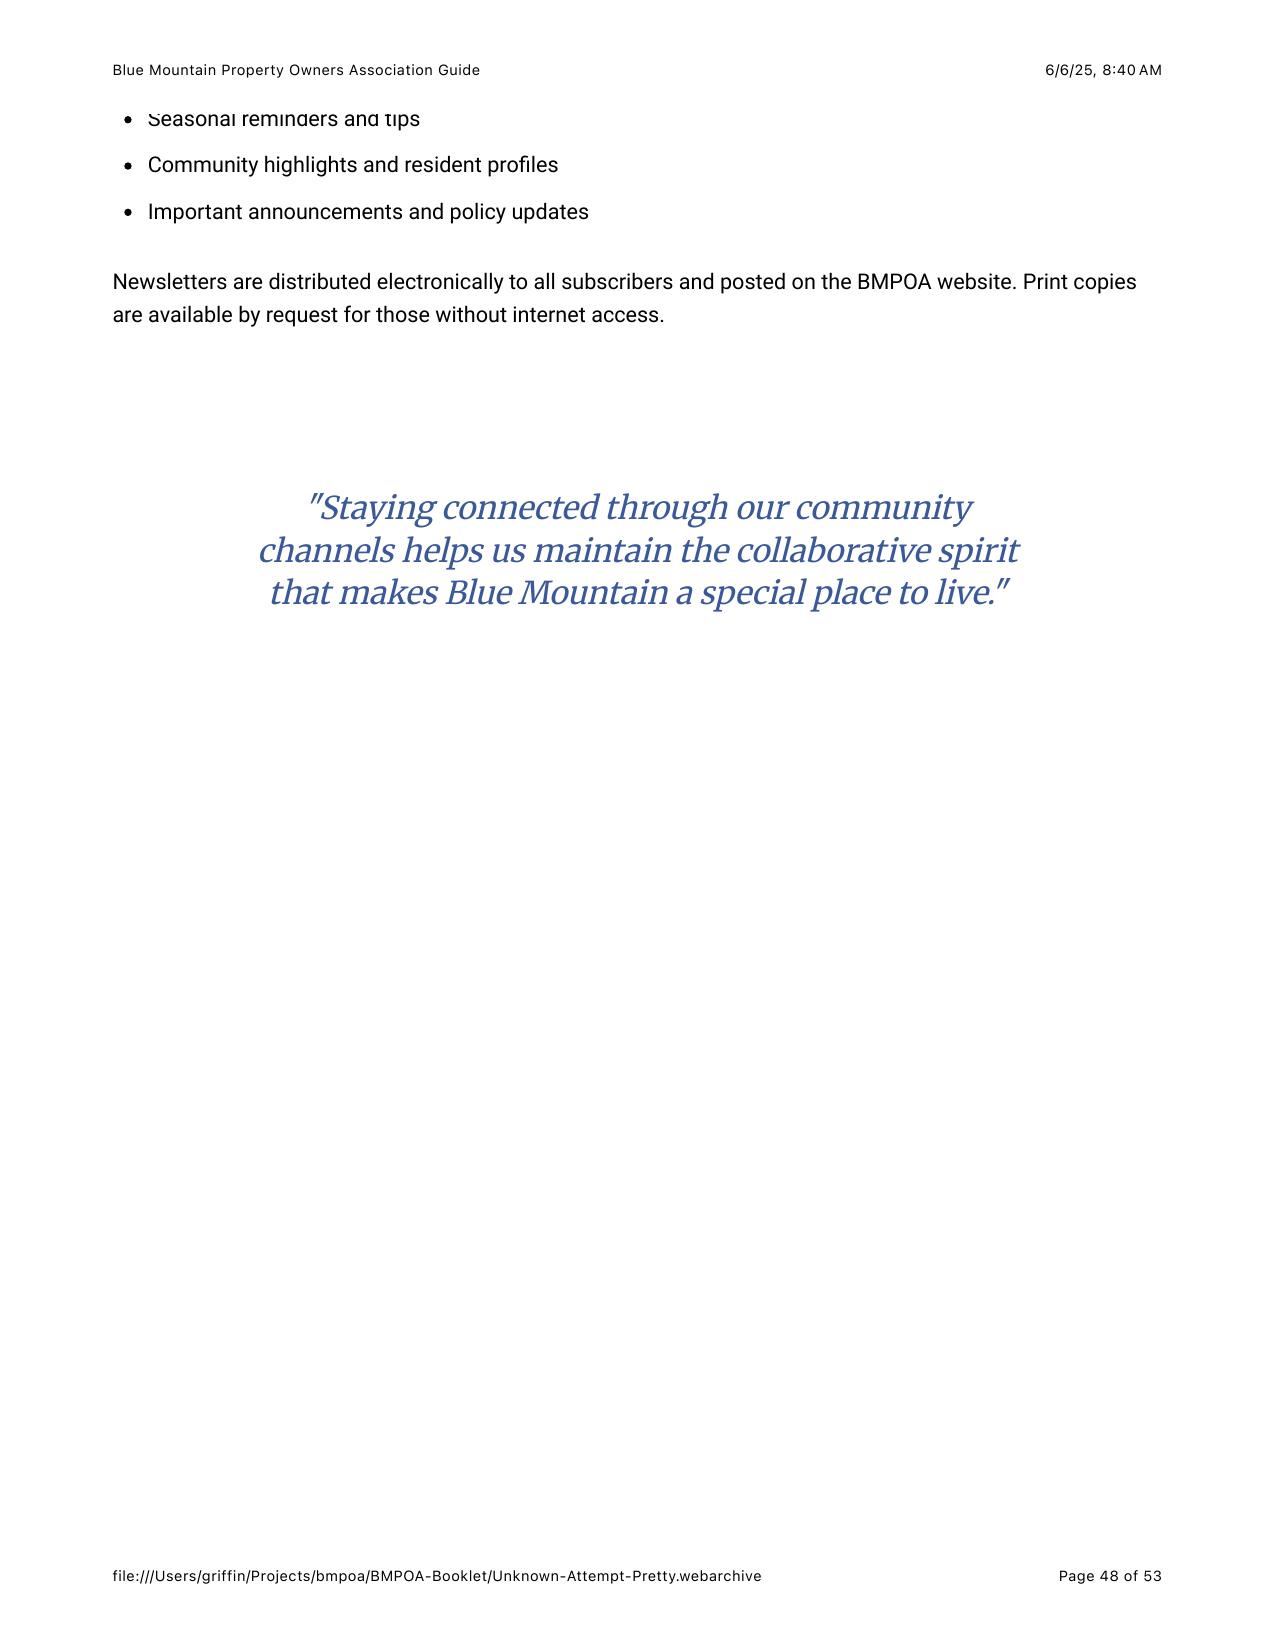 Blue Mountain Property Owners Association Guide 6/6/25, 8:40 AM
• Seasonal reminders and tips
• Community highlights and resident profiles
• Important announcements and policy updates
Newsletters are distributed electronically to all subscribers and posted on the BMPOA website. Print copies
are available by request for those without internet access.
"Staying connected through our community
channels helps us maintain the collaborative spirit
that makes Blue Mountain a special place to live."
file:///Users/griffin/Projects/bmpoa/BMPOA-Booklet/Unknown-Attempt-Pretty.webarchive Page 48 of 53